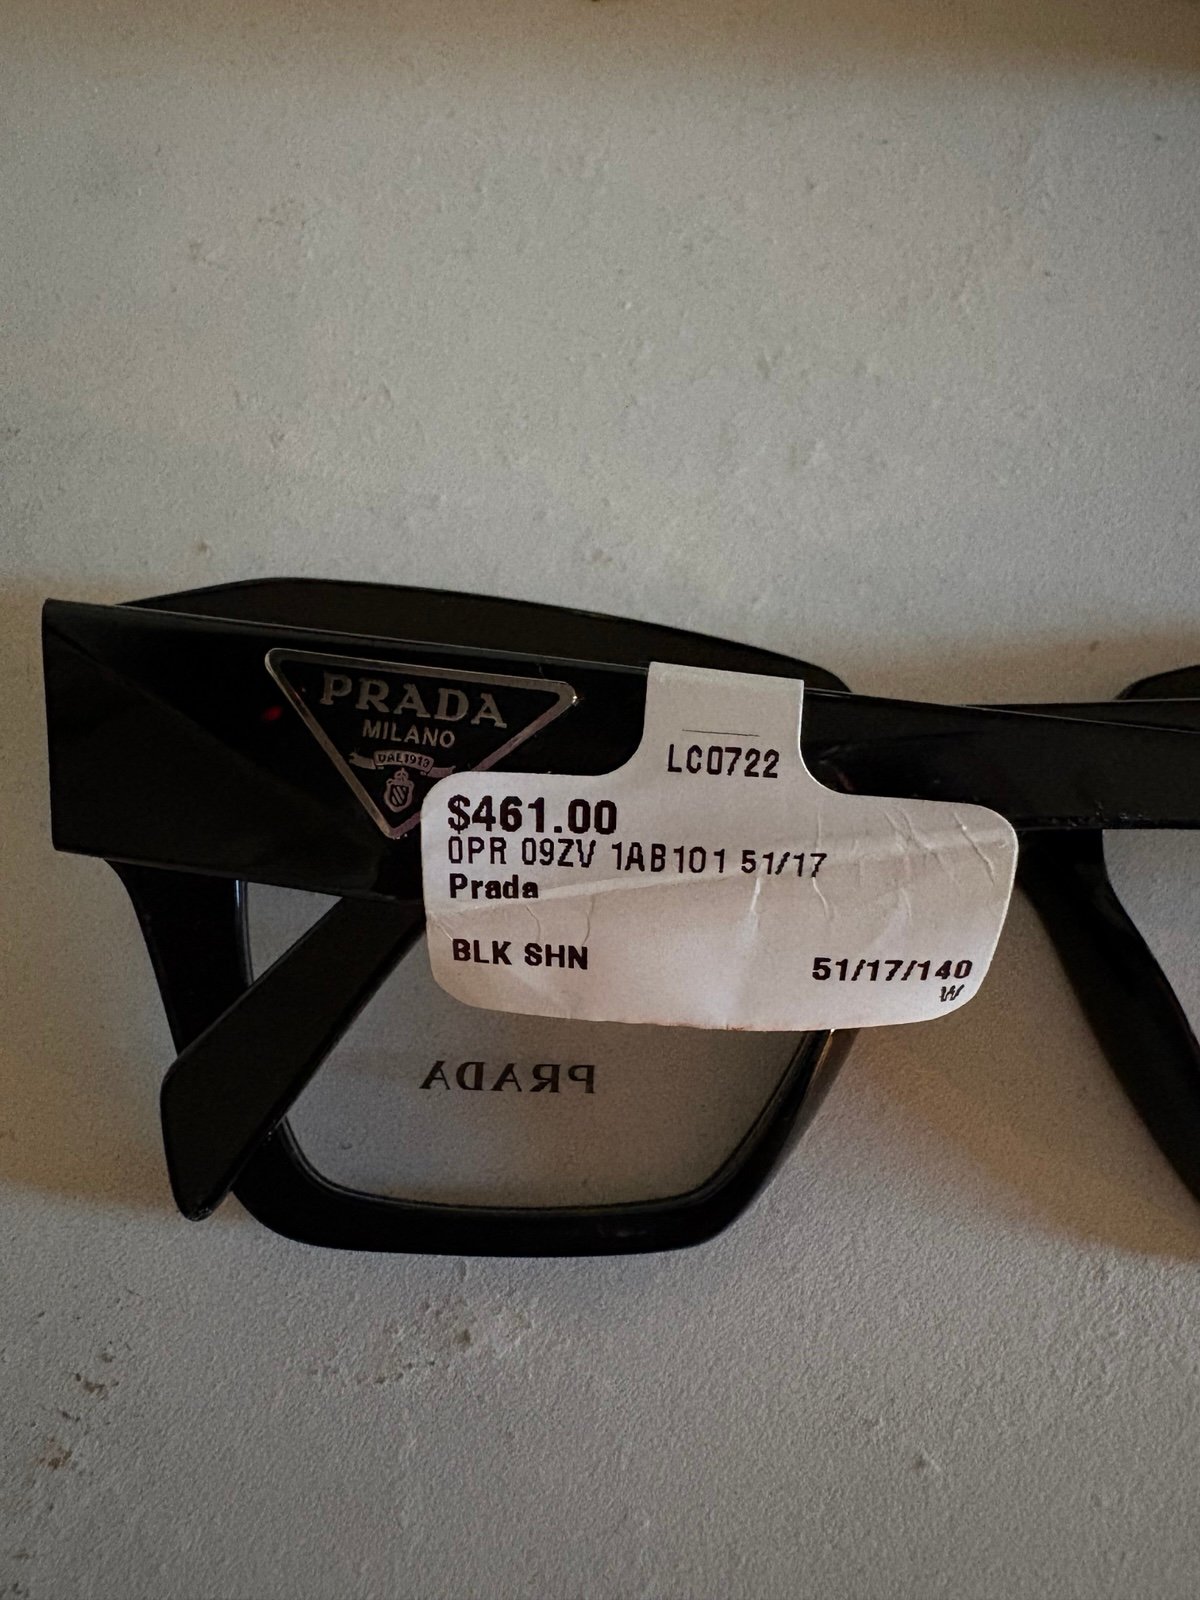 PRADA
MILANO
DAL 1913
LC0722
$461.00
0PR 09ZV 1AB101 51/17
Prada
BLK SHN
51/17/140
W
PRADA